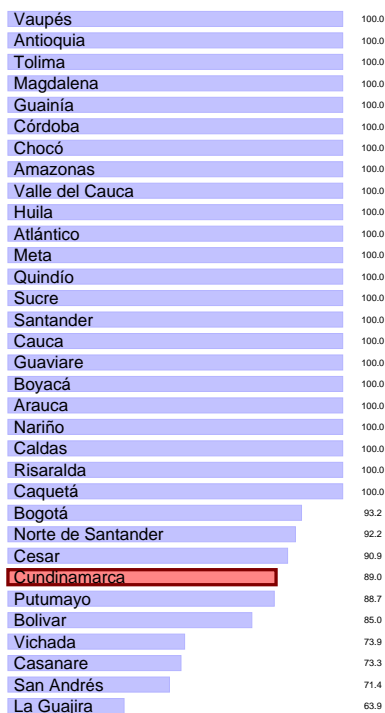 Vaupés 100.0
Antioquia 100.0
Tolima 100.0
Magdalena 100.0
Guainía 100.0
Córdoba 100.0
Chocó 100.0
Amazonas 100.0
Valle del Cauca 100.0
Huila 100.0
Atlántico 100.0
Meta 100.0
Quindío 100.0
Sucre 100.0
Santander 100.0
Cauca 100.0
Guaviare 100.0
Boyacá 100.0
Arauca 100.0
Nariño 100.0
Caldas 100.0
Risaralda 100.0
Caquetá 100.0
Bogotá 93.2
Norte de Santander 92.2
Cesar 90.9
Cundinamarca 89.0
Putumayo 88.7
Bolivar 85.0
Vichada 73.9
Casanare 73.3
San Andrés 71.4
La Guajira 63.9